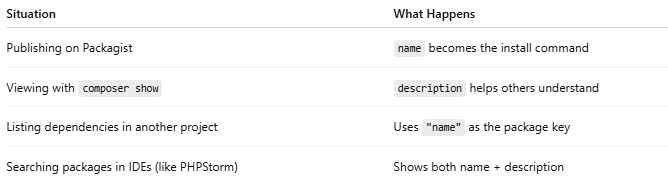 Situation What Happens
Publishing on Packagist name becomes the install command
Viewing with composer show description helps others understand
Listing dependencies in another project Uses "name" as the package key
Searching packages in IDEs (like PHPStorm) Shows both name + description